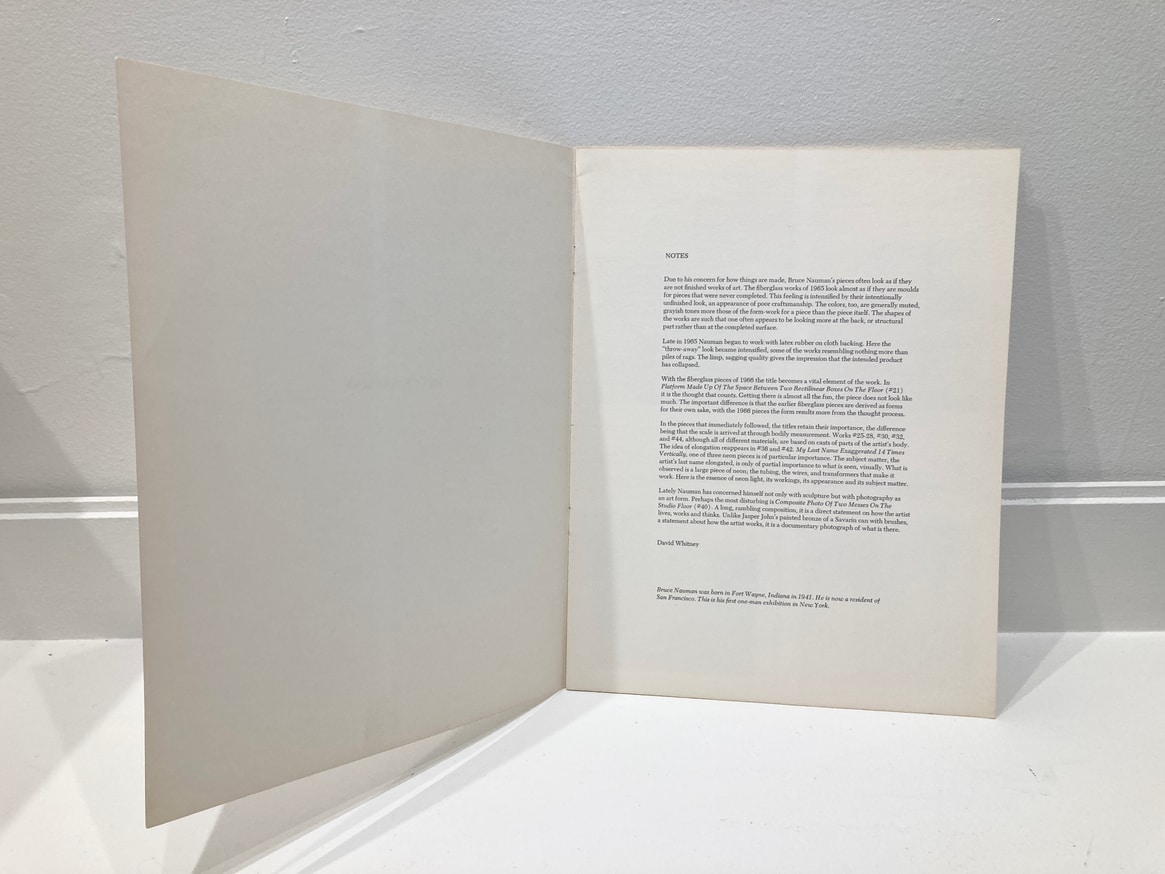 NOTES
Due to his concern for how things are made, Bruce Nauman's pieces often look as if they
are not finished works of art. The fiberglass works of 1965 look almost as if they are moulds
for pieces that were never completed. This feeling is intensified by their intentionally
unfinished look, an appearance of poor craftsmanship. The colors, too, are generally muted,
grayish tones more those of the form-work for a piece than the piece itself. The shapes of
the works are such that one often appears to be looking more at the back, or structural
part rather than at the completed surface.
Late in 1965 Nauman began to work with latex rubber on cloth backing. Here the
"throw-away" look became intensified, some of the works resembling nothing more than
piles of rags. The limp, sagging quality gives the impression that the intended product
has collapsed.
With the fiberglass pieces of 1966 the title becomes a vital element of the work. In
Platform Made Up Of The Space Between Two Rectilinear Boxes On The Floor (#21)
it is the thought that counts. Getting there is almost all the fun, the piece does not look like
much. The important difference is that the earlier fiberglass pieces are derived as forms
for their own sake, with the 1966 pieces the form results more from the thought process.
In the pieces that immediately followed, the titles retain their importance, the difference
being that the scale is arrived at through bodily measurement. Works #25-28, #30, #32,
and #44, although all of different materials, are based on casts of parts of the artist's body.
The idea of elongation reappears in #36 and #42. My Last Name Exaggerated 14 Times
Vertically, one of three neon pieces is of particular importance. The subject matter, the
artist's last name elongated, is only of partial importance to what is seen, visually. What is
observed is a large piece of neon; the tubing, the wires, and transformers that make it
work. Here is the essence of neon light, its workings, its appearance and its subject matter.
Lately Nauman has concerned himself not only with sculpture but with photography as
an art form. Perhaps the most disturbing is Composite Photo Of Two Messes On The
Studio Floor (#40). A long, rambling composition, it is a direct statement on how the artist
lives, works and thinks. Unlike Jasper John's painted bronze of a Savarin can with brushes,
a statement about how the artist works, it is a documentary photograph of what is there.
David Whitney
Bruce Nauman was born in Fort Wayne, Indiana in 1941. He is now a resident of
San Francisco. This is his first one-man exhibition in New York.